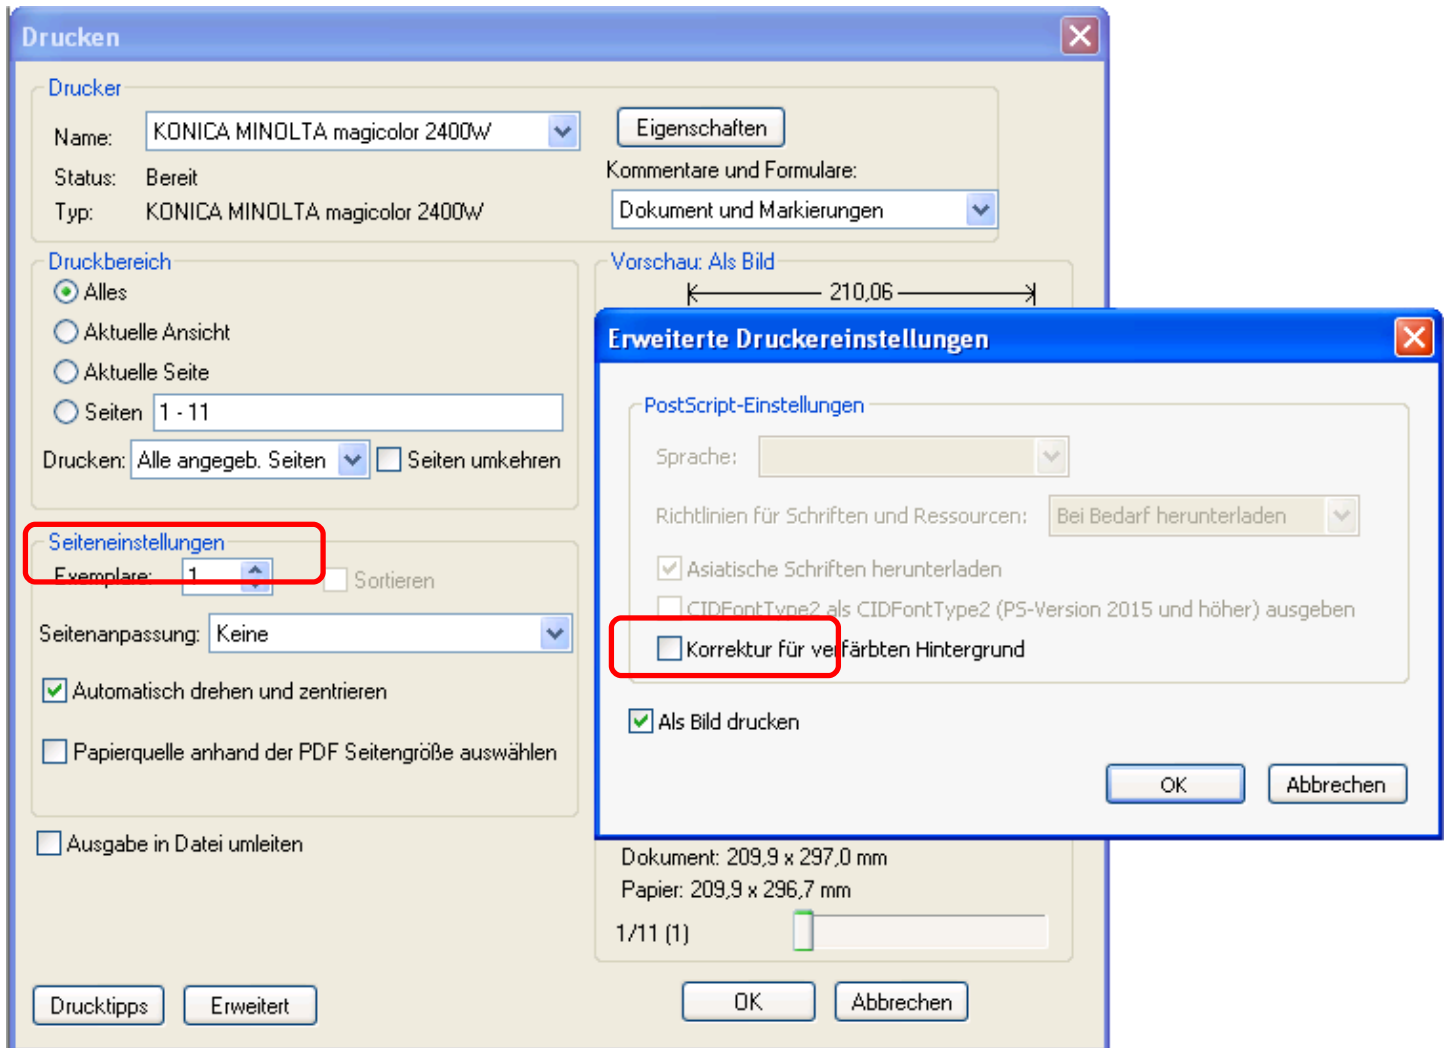 Drucken
Drucker
Name: KONICA MINOLTA magicolor 2400W
Eigenschaften
Status: Bereit
Kommentare und Formulare:
Typ: KONICA MINOLTA magicolor 2400W
Dokument und Markierungen
Druckbereich
Alles
Aktuelle Ansicht
Aktuelle Seite
Seiten 1 - 11
Drucken: Alle angegeb. Seiten Seiten umkehren
Vorschau: Als Bild
210,06
Seiteneinstellungen
Exemplare: 1 Sortieren
Seitenanpassung: Keine
Automatisch drehen und zentrieren
Papierquelle anhand der PDF Seitengröße auswählen
Ausgabe in Datei umleiten
Erweiterte Druckereinstellungen
PostScript-Einstellungen
Sprache:
Richtlinien für Schriften und Ressourcen: Bei Bedarf herunterladen
Asiatische Schriften herunterladen
CIDFontType2 als CIDFontType2 (PS-Version 2015 und höher) ausgeben
Korrektur für verfärbten Hintergrund
Als Bild drucken
OK Abbrechen
Dokument: 209,9 x 297,0 mm
Papier: 209,9 x 296,7 mm
1/11 (1)
Drucktipps Erweitert OK Abbrechen